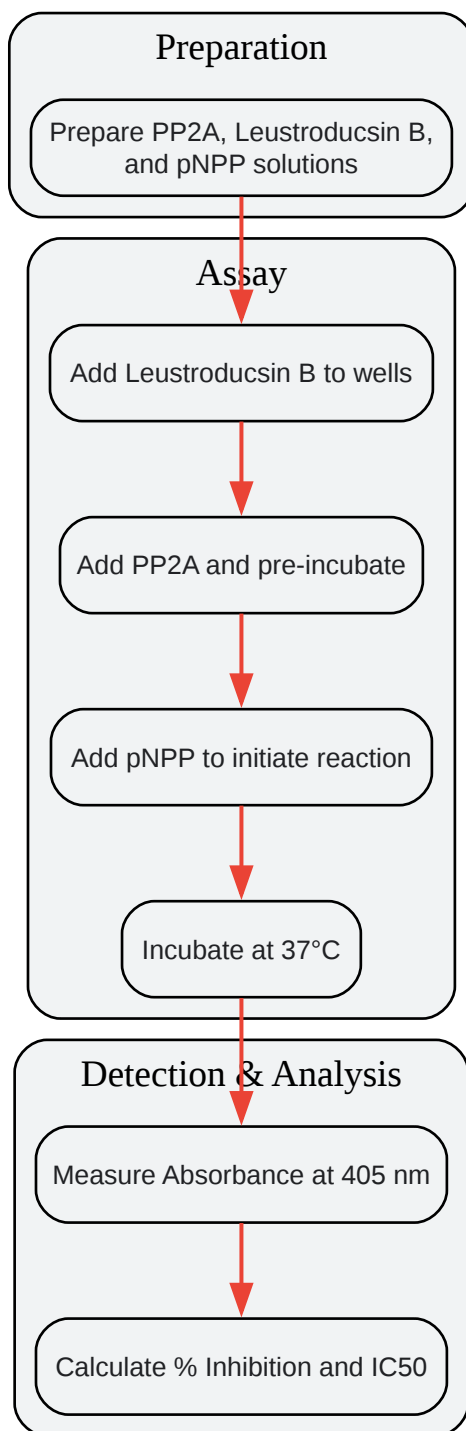 Preparation
Prepare PP2A, Leustroducsin B,
and pNPP solutions
Assay
Add Leustroducsin B to wells
Add PP2A and pre-incubate
Add pNPP to initiate reaction
Incubate at 37°C
Detection & Analysis
Measure Absorbance at 405 nm
Calculate % Inhibition and IC50